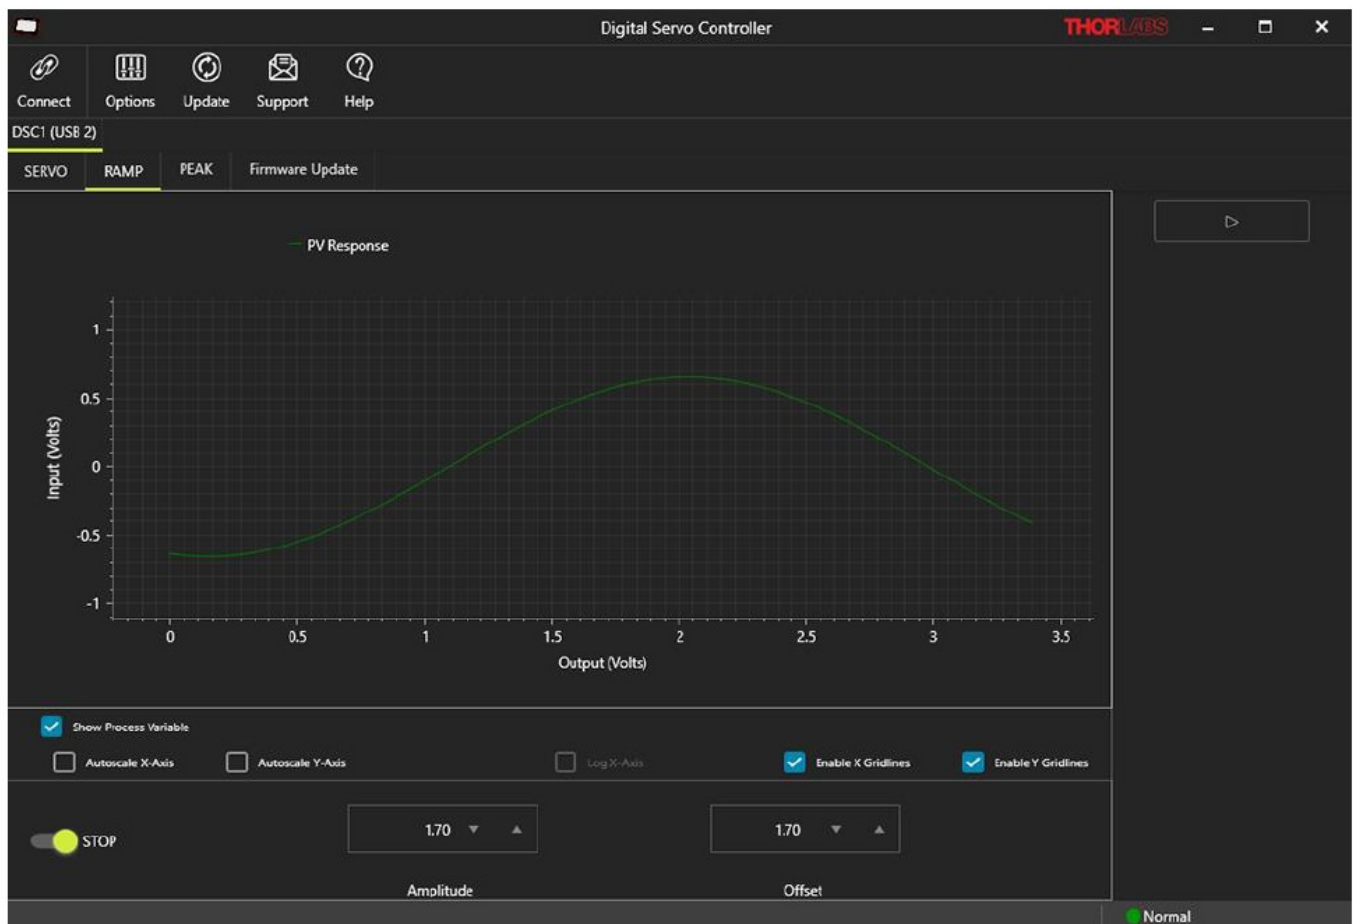 Digital Servo Controller THORLABS
Connect Options Update Support Help
DSC1 (USB 2)
SERVO RAMP PEAK Firmware Update
PV Response
1
0.5
0
-0.5
-1
Input (Volts)
0 0.5 1 1.5 2 2.5 3 3.5
Output (Volts)
Show Process Variable
Autoscale X-Axis Autoscale Y-Axis Log X-Axis Enable X Gridlines Enable Y Gridlines
STOP 1.70 1.70
Amplitude Offset
Normal